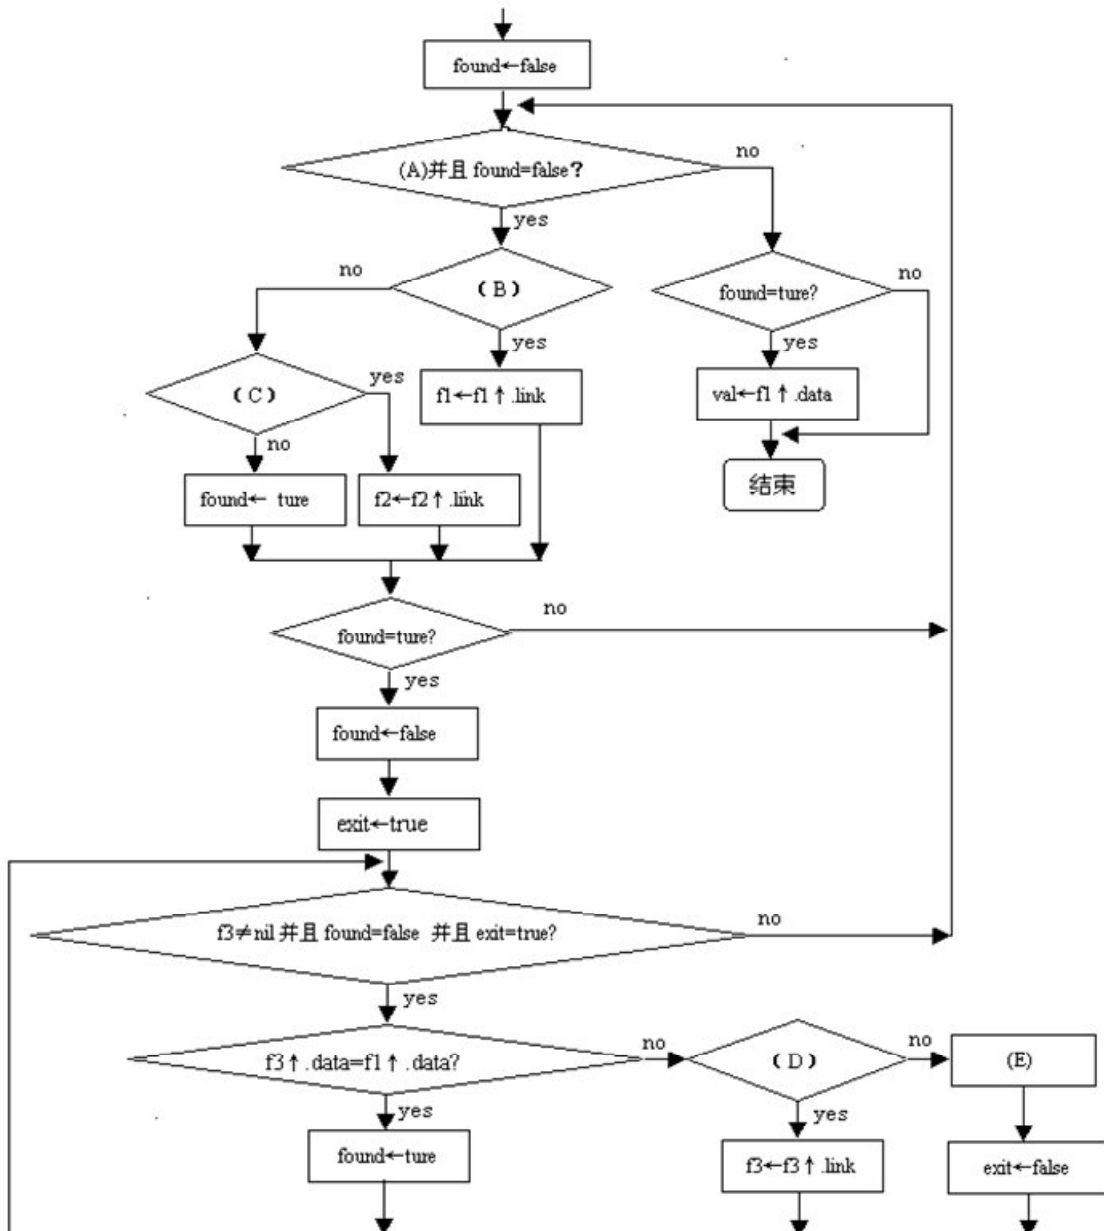 found←false
(A)并且 found=false?
no
yes
no
(B)
found=ture?
no
yes
yes
(C)
yes
f1←f1↑.link
val←f1↑.data
no
found← ture
f2←f2↑.link
结束
found=ture?
no
yes
found←false
exit←true
f3≠nil 并且 found=false 并且 exit=true?
no
yes
f3↑.data=f1↑.data?
no
(D)
no
(E)
yes
yes
found←ture
f3←f3↑.link
exit←false